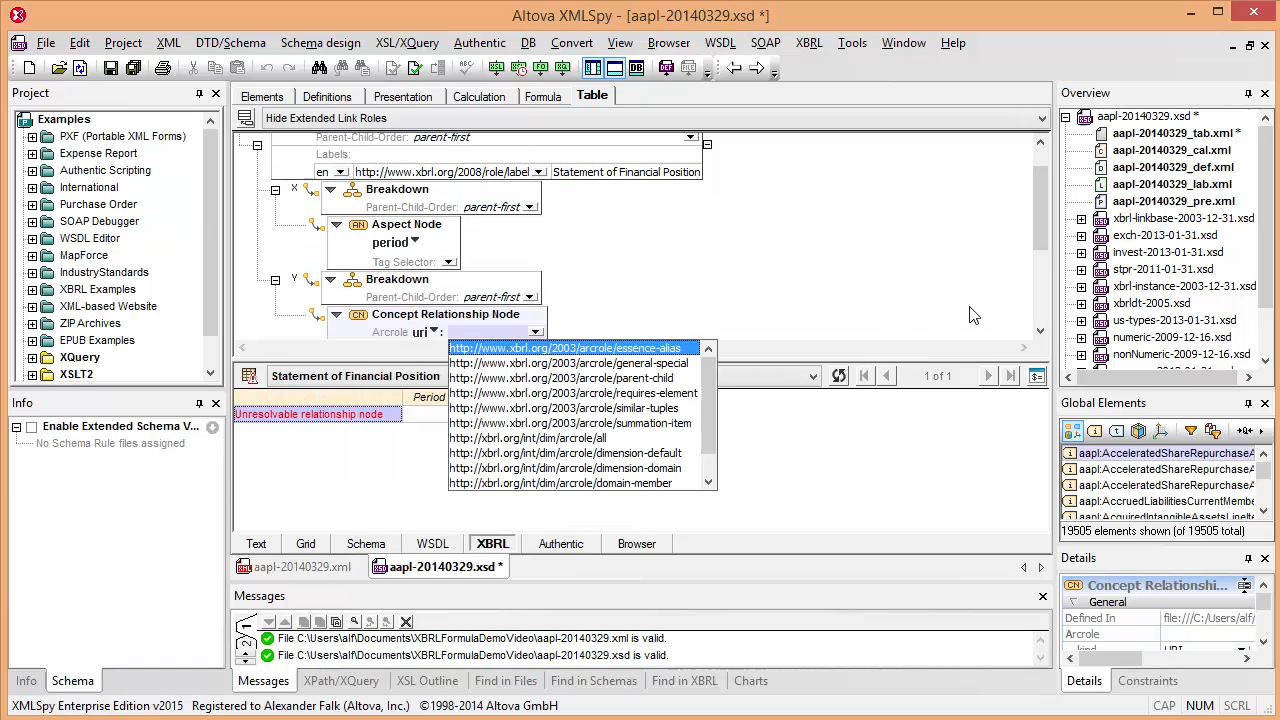 Altova XMLSpy - [aapl-20140329.xsd *]
File Edit Project XML DTD/Schema Schema design XSL/XQuery Authentic DB Convert View Browser WSDL SOAP XBRL Tools Window Help
Project
Examples
PXF (Portable XML Forms)
Expense Report
Authentic Scripting
International
Purchase Order
SOAP Debugger
WSDL Editor
MapForce
IndustryStandards
XBRL Examples
XML-based Website
ZIP Archives
EPUB Examples
XQuery
XSLT2
Info
Enable Extended Schema V...
No Schema Rule files assigned
Info Schema
Elements Definitions Presentation Calculation Formula Table
Hide Extended Link Roles
Parent-Child-Order: parent-first
Labels:
en http://www.xbrl.org/2008/role/label Statement of Financial Position
X Breakdown
Parent-Child-Order: parent-first
AN Aspect Node
period
Tag Selector:
Y Breakdown
Parent-Child-Order: parent-first
CN Concept Relationship Node
Arcrole uri :
http://www.xbrl.org/2003/arcrole/essence-alias
http://www.xbrl.org/2003/arcrole/general-special
http://www.xbrl.org/2003/arcrole/parent-child
http://www.xbrl.org/2003/arcrole/requires-element
http://www.xbrl.org/2003/arcrole/similar-tuples
http://www.xbrl.org/2003/arcrole/summation-item
http://xbrl.org/int/dim/arcrole/all
http://xbrl.org/int/dim/arcrole/dimension-default
http://xbrl.org/int/dim/arcrole/dimension-domain
http://xbrl.org/int/dim/arcrole/domain-member
Statement of Financial Position
1 of 1
Period
Unresolvable relationship node
Text Grid Schema WSDL XBRL Authentic Browser
aapl-20140329.xml aapl-20140329.xsd *
Messages
1
2
File C:\Users\alf\Documents\XBRLFormulaDemoVideo\aapl-20140329.xml is valid.
File C:\Users\alf\Documents\XBRLFormulaDemoVideo\aapl-20140329.xsd is valid.
Messages XPath/XQuery XSL Outline Find in Files Find in Schemas Find in XBRL Charts
Overview
aapl-20140329.xsd *
aapl-20140329_tab.xml *
aapl-20140329_cal.xml
aapl-20140329_def.xml
aapl-20140329_lab.xml
aapl-20140329_pre.xml
xbrl-linkbase-2003-12-31.xsd
exch-2013-01-31.xsd
invest-2013-01-31.xsd
stpr-2011-01-31.xsd
xbrl-instance-2003-12-31.xsd
xbrldt-2005.xsd
us-types-2013-01-31.xsd
numeric-2009-12-16.xsd
nonNumeric-2009-12-16.xsd
Global Elements
aapl:AcceleratedShareRepurchaseA
aapl:AcceleratedShareRepurchaseA
aapl:AccruedLiabilitiesCurrentMembe
aapl:AcquiredIntangibleAssetsLineIte
19505 elements shown (of 19505 total)
Details
CN Concept Relationshi...
General
Defined In file:///C:/Users/alf/
Arcrole
kind URI
Details Constraints
XMLSpy Enterprise Edition v2015 Registered to Alexander Falk (Altova, Inc.) ©1998-2014 Altova GmbH CAP NUM SCRL